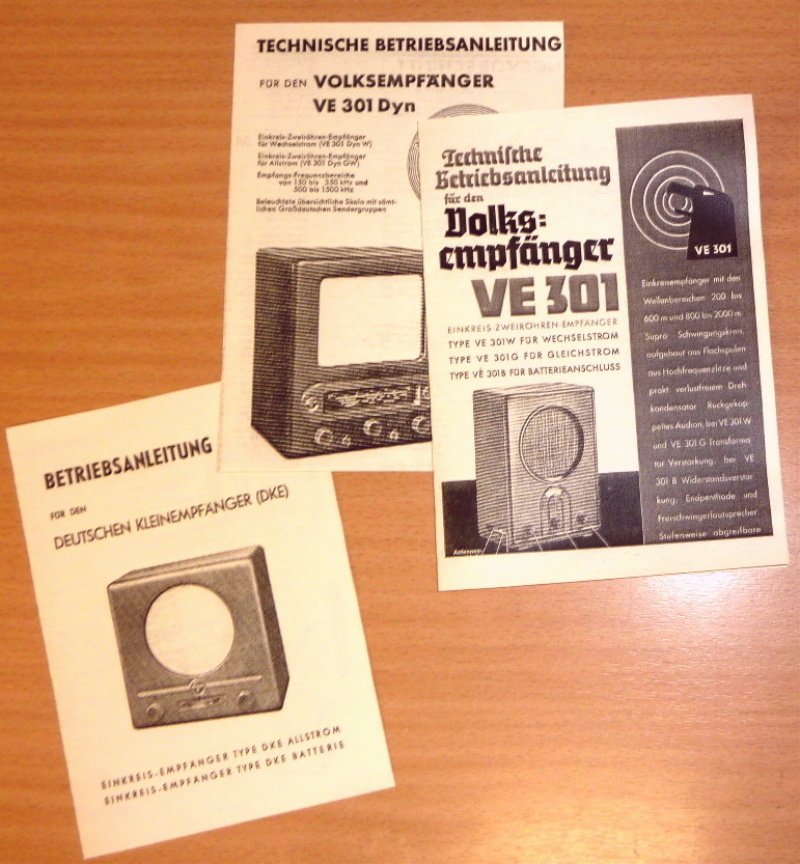 TECHNISCHE BETRIEBSANLEITUNG
FÜR DEN VOLKSEMPFÄNGER
VE 301 Dyn
Einkreis-Zweiröhren-Empfänger
für Wechselstrom (VE 301 Dyn W)
Einkreis-Zweiröhren-Empfänger
für Allstrom (VE 301 Dyn GW)
Empfangs-Frequenzbereiche
von 150 bis 350 kHz und
500 bis 1500 kHz
Beleuchtete übersichtliche Skala mit sämt-
lichen Großdeutschen Sendergruppen
Technische
Betriebsanleitung
für den
Volks-
empfänger
VE 301
EINKREIS-ZWEIRÖHREN-EMPFÄNGER
TYPE VE 301W FÜR WECHSELSTROM
TYPE VE 301G FÜR GLEICHSTROM
TYPE VE 301B FÜR BATTERIEANSCHLUSS
Antennen
VE 301
Einkreisempfänger mit den
Wellenbereichen 200 bis
600 m und 800 bis 2000 m
Supra Schwingungskreis,
aufgebaut aus Flachspulen
aus Hochfrequenzlitze und
prakt verlustfreiem Dreh
kondensator Rückgekop
peltes Audion, bei VE 301 W
und VE 301 G Transforma
tor Verstärkung, bei VE
301 B Widerstandverstär
kung, Endpenthode und
Freischwingerlautsprecher
Stufenweise abgreifbare
BETRIEBSANLEITUNG
FÜR DEN
DEUTSCHEN KLEINEMPFÄNGER (DKE)
EINKREIS-EMPFÄNGER TYPE DKE ALLSTROM
EINKREIS-EMPFÄNGER TYPE DKE BATTERIE